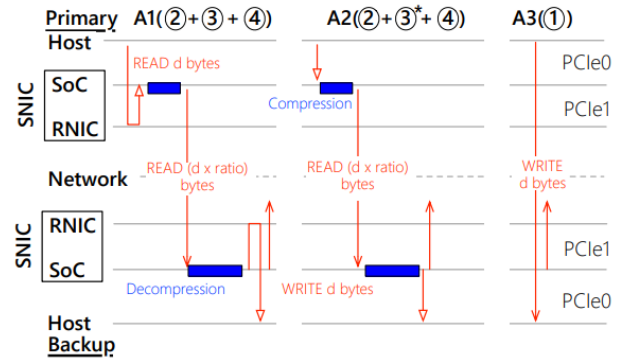 Primary A1(②+③+④) A2(②+③*+④) A3(①)
Host
READ d bytes
PCIe0
SNIC
SoC
Compression
PCIe1
RNIC
READ (d x ratio)
bytes
READ (d x ratio)
bytes
WRITE
d bytes
Network
SNIC
RNIC
PCIe1
SoC
Decompression
WRITE d bytes
PCIe0
Host
Backup